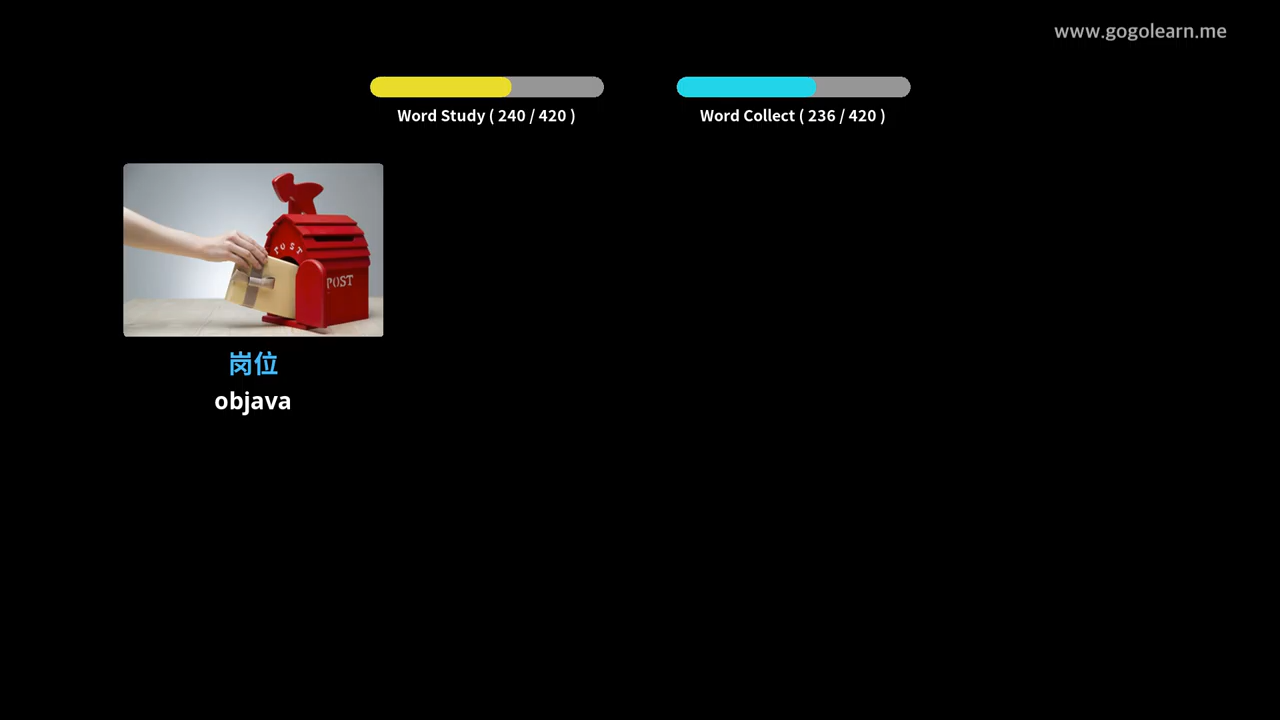 www.gogolearn.me
Word Study ( 240 / 420 )
Word Collect ( 236 / 420 )
POST
POST
岗位
objava